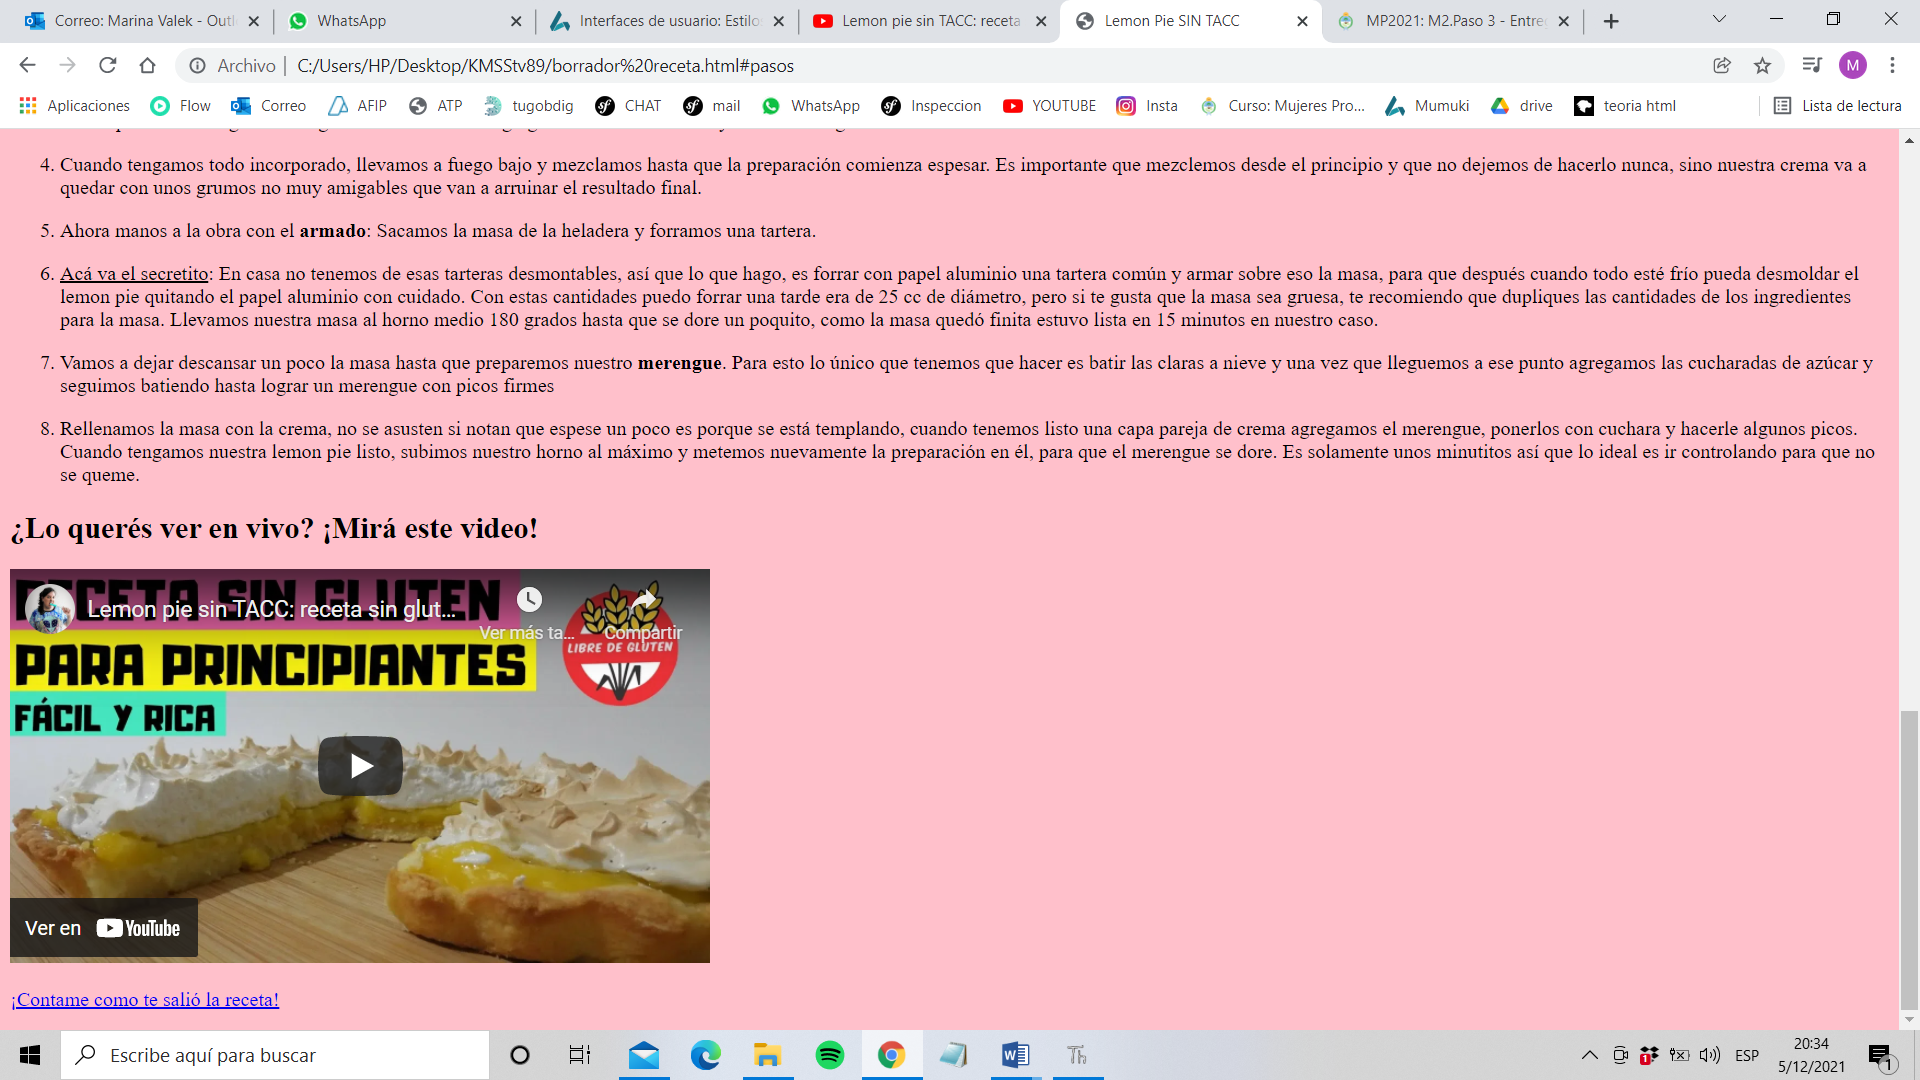 Correo: Marina Valek - Outl
WhatsApp
Interfaces de usuario: Estilo
Lemon pie sin TACC: receta
Lemon Pie SIN TACC
MP2021: M2.Paso 3 - Entre
Archivo | C:/Users/HP/Desktop/KMSStv89/borrador%20receta.html#pasos
M
Aplicaciones Flow Correo AFIP ATP tugobdig CHAT mail WhatsApp Inspeccion YOUTUBE Insta Curso: Mujeres Pro... Mumuki drive teoria html Lista de lectura
4. Cuando tengamos todo incorporado, llevamos a fuego bajo y mezclamos hasta que la preparación comienza espesar. Es importante que mezclemos desde el principio y que no dejemos de hacerlo nunca, sino nuestra crema va a
quedar con unos grumos no muy amigables que van a arruinar el resultado final.
5. Ahora manos a la obra con el armado: Sacamos la masa de la heladera y forramos una tartera.
6. Acá va el secretito: En casa no tenemos de esas tarteras desmontables, así que lo que hago, es forrar con papel aluminio una tartera común y armar sobre eso la masa, para que después cuando todo esté frío pueda desmoldar el
lemon pie quitando el papel aluminio con cuidado. Con estas cantidades puedo forrar una tarde era de 25 cc de diámetro, pero si te gusta que la masa sea gruesa, te recomiendo que dupliques las cantidades de los ingredientes
para la masa. Llevamos nuestra masa al horno medio 180 grados hasta que se dore un poquito, como la masa quedó finita estuvo lista en 15 minutos en nuestro caso.
7. Vamos a dejar descansar un poco la masa hasta que preparemos nuestro merengue. Para esto lo único que tenemos que hacer es batir las claras a nieve y una vez que lleguemos a ese punto agregamos las cucharadas de azúcar y
seguimos batiendo hasta lograr un merengue con picos firmes
8. Rellenamos la masa con la crema, no se asusten si notan que espese un poco es porque se está templando, cuando tenemos listo una capa pareja de crema agregamos el merengue, ponerlos con cuchara y hacerle algunos picos.
Cuando tengamos nuestra lemon pie listo, subimos nuestro horno al máximo y metemos nuevamente la preparación en él, para que el merengue se dore. Es solamente unos minutitos así que lo ideal es ir controlando para que no
se queme.
¿Lo querés ver en vivo? ¡Mirá este video!
RECETA SIN GLUTEN
Lemon pie sin TACC: receta sin glut...
Ver más ta...
Compartir
PARA PRINCIPIANTES
LIBRE DE GLUTEN
FÁCIL Y RICA
Ver en YouTube
¡Contame como te salió la receta!
Escribe aquí para buscar
1
ESP
20:34
5/12/2021
1